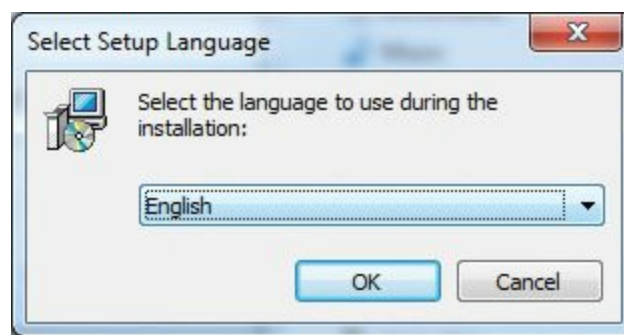 Select Setup Language
Select the language to use during the
installation:
English
OK
Cancel